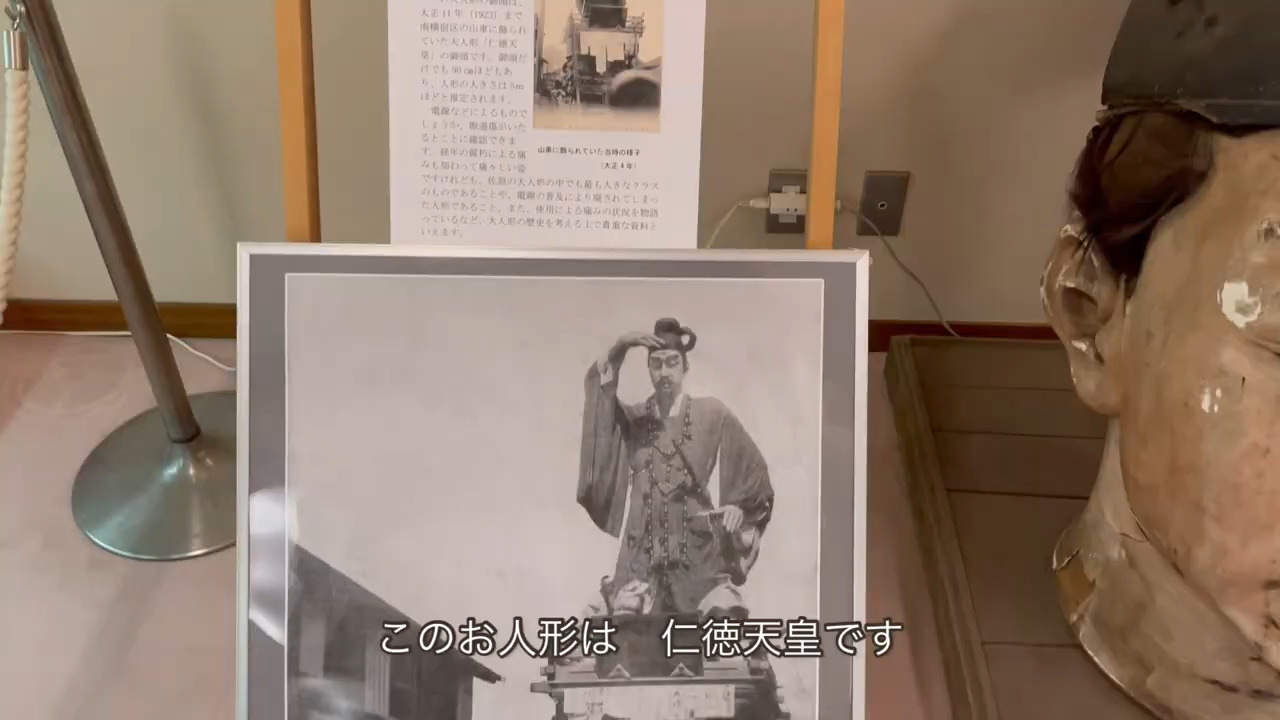 大正11年（1923）まで
南横宿区の山車に飾られ
ていた大人形「仁徳天
皇」の御頭です。御頭だ
けでも90㎝ほどもあ
り、人形の大きさは5m
ほどと推定されます。
電線などによるもので
しょうか、断造傷がいた
るところに確認できま
す。経年の腐朽による痛
みも加わって痛々しい姿
ですけれども、佐原の大人形の中でも最も大きなクラス
のものであることや、電線の普及により廃されてしまっ
た人形であること、また、使用による痛みの状況を物語
っているなど、大人形の歴史を考える上で貴重な資料と
いえます。
山車に飾られていた当時の様子
（大正４年）
このお人形は　仁徳天皇です